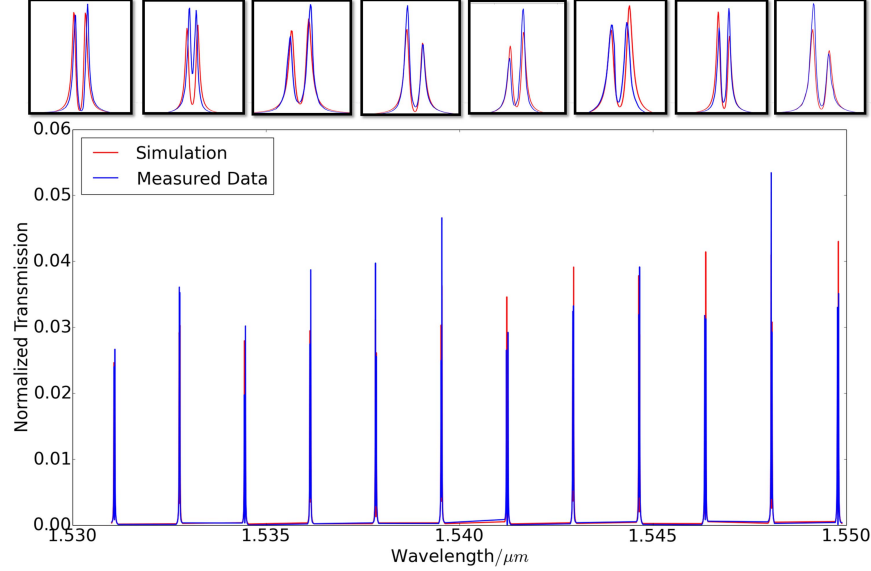 0.06
Simulation
Measured Data
0.05
0.04
0.03
0.02
0.01
0.00
Normalized Transmission
1.530 1.535 1.540 1.545 1.550
Wavelength/μm